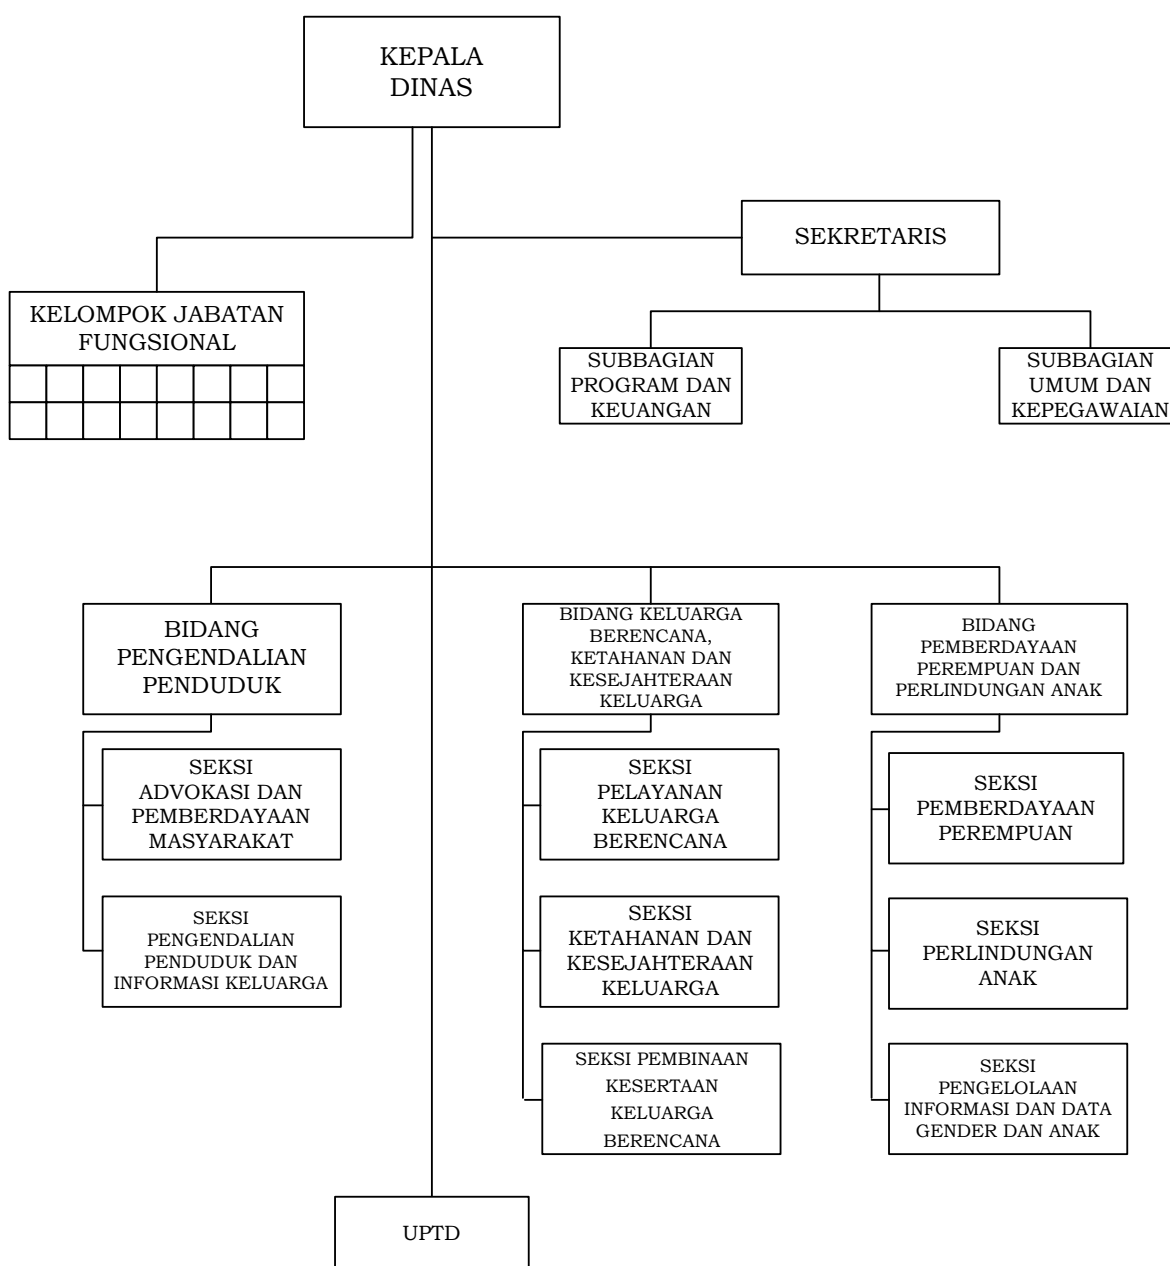 KEPALA
DINAS
SEKRETARIS
KELOMPOK JABATAN
FUNGSIONAL
SUBBAGIAN
PROGRAM DAN
KEUANGAN
SUBBAGIAN
UMUM DAN
KEPEGAWAIAN
BIDANG
PENGENDALIAN
PENDUDUK
BIDANG KELUARGA
BERENCANA,
KETAHANAN DAN
KESEJAHTERAAN
KELUARGA
BIDANG
PEMBERDAYAAN
PEREMPUAN DAN
PERLINDUNGAN ANAK
SEKSI
ADVOKASI DAN
PEMBERDAYAAN
MASYARAKAT
SEKSI
PELAYANAN
KELUARGA
BERENCANA
SEKSI
PEMBERDAYAAN
PEREMPUAN
SEKSI
PENGENDALIAN
PENDUDUK DAN
INFORMASI KELUARGA
SEKSI
KETAHANAN DAN
KESEJAHTERAAN
KELUARGA
SEKSI
PERLINDUNGAN
ANAK
SEKSI PEMBINAAN
KESERTAAN
KELUARGA
BERENCANA
SEKSI
PENGELOLAAN
INFORMASI DAN DATA
GENDER DAN ANAK
UPTD